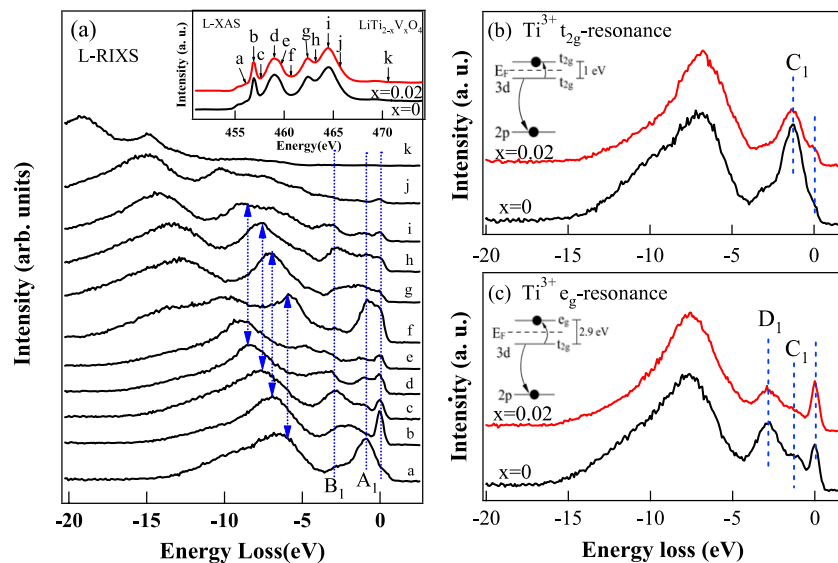 (a)
L-RIXS
L-XAS
LiTi2-xVxO4
Intensity (a. u.)
a
b
c
d
e
f
g
h
i
j
k
x=0.02
x=0
455
460
465
470
Energy(eV)
k
j
i
h
g
f
e
d
c
b
a
B1
A1
Intensity (arb. units)
-20
-15
-10
-5
0
Energy Loss(eV)
(b) Ti3+ t2g-resonance
C1
t2g
EF
1 eV
3d
t2g
2p
x=0.02
x=0
Intensity (a. u.)
-20
-15
-10
-5
0
(c) Ti3+ eg-resonance
D1
C1
eg
EF
2.9 eV
3d
t2g
2p
x=0.02
x=0
Intensity (a. u.)
-20
-15
-10
-5
0
Energy loss (eV)